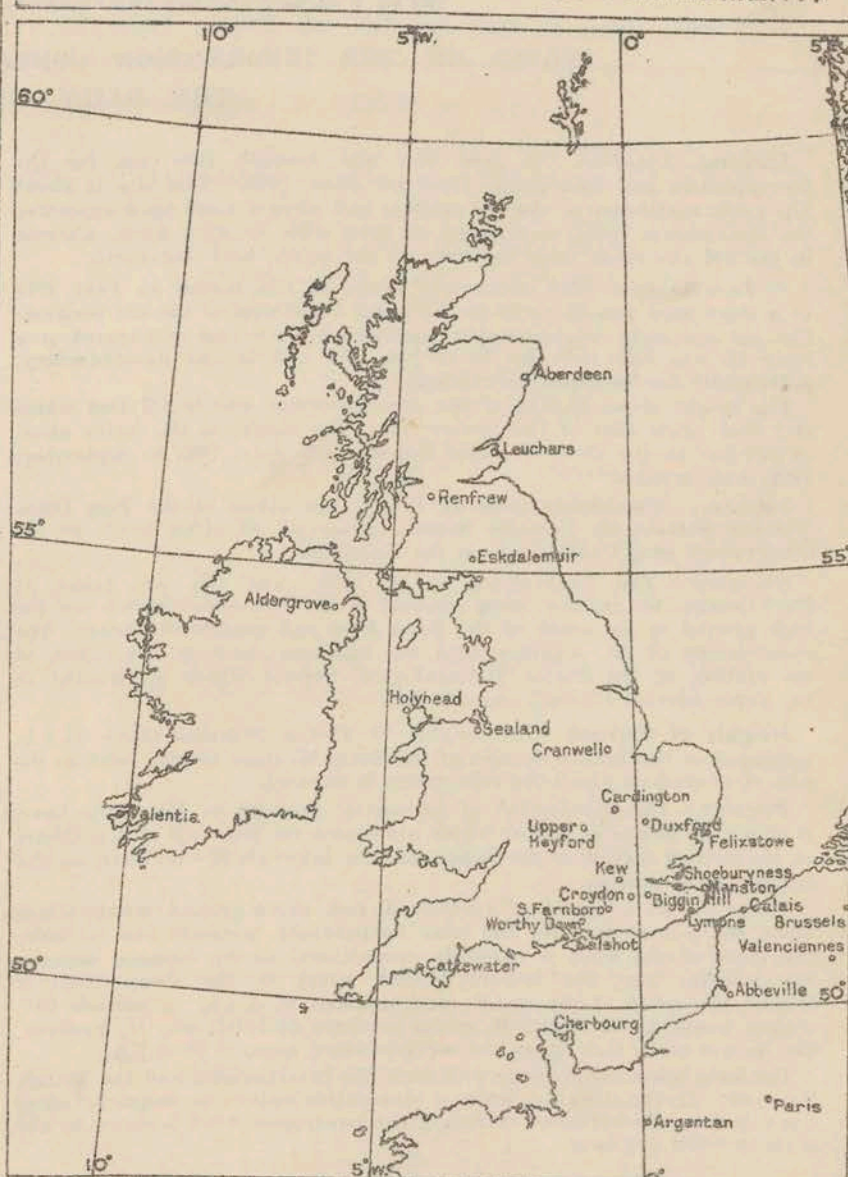 10°
5°W.
0°
60°
Aberdeen
Leuchars
Renfrew
55°
Eskdalemuir
55°
Aldergrove
Holyhead
Sealand
Cranwell
Cardington
Valentia
Duxford
Upper
Heyford
Felixstowe
Kew
Shoeburyness
Manston
Croydon
Biggin Hill
Calais
S.Farnboro
Lympne
Brussels
Worthy Down
Calshot
Valenciennes
50°
Cattewater
Abbeville
50°
Cherbourg
Paris
Argentan
10°
5°W.
0°